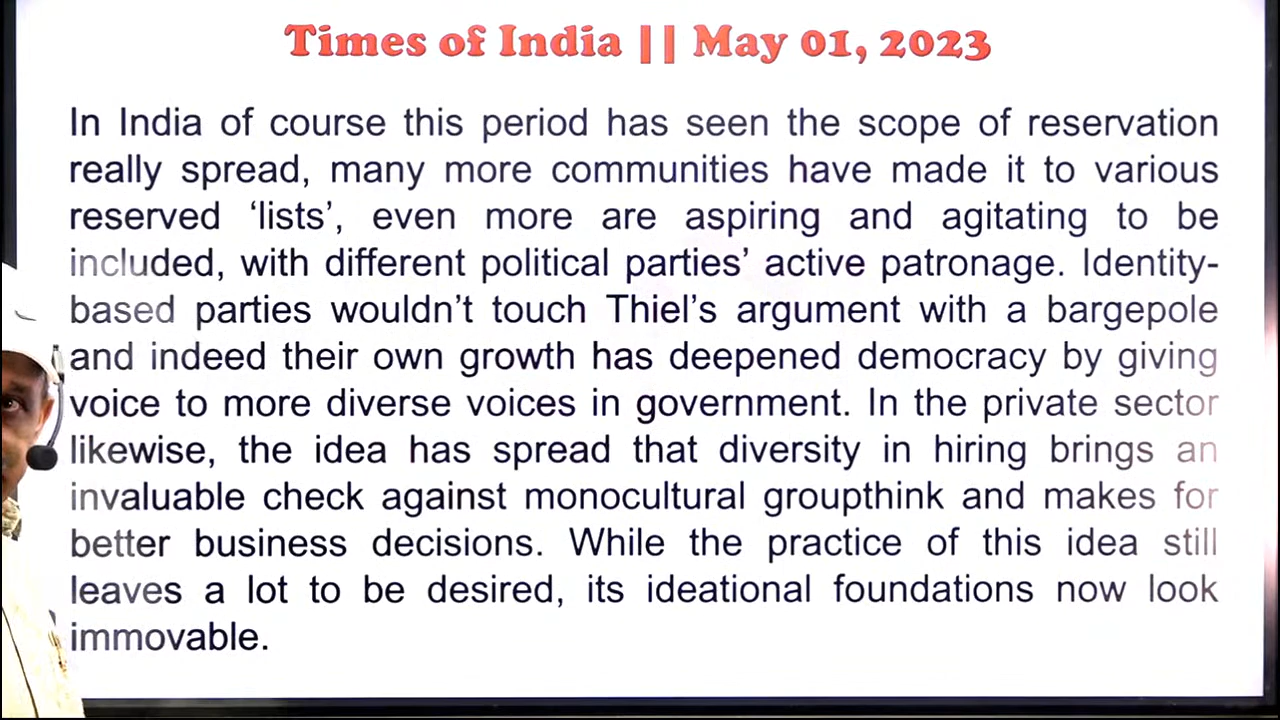 Times of India || May 01, 2023
In India of course this period has seen the scope of reservation
really spread, many more communities have made it to various
reserved ‘lists’, even more are aspiring and agitating to be
included, with different political parties’ active patronage. Identity-
based parties wouldn’t touch Thiel’s argument with a bargepole
and indeed their own growth has deepened democracy by giving
voice to more diverse voices in government. In the private sector
likewise, the idea has spread that diversity in hiring brings an
invaluable check against monocultural groupthink and makes for
better business decisions. While the practice of this idea still
leaves a lot to be desired, its ideational foundations now look
immovable.